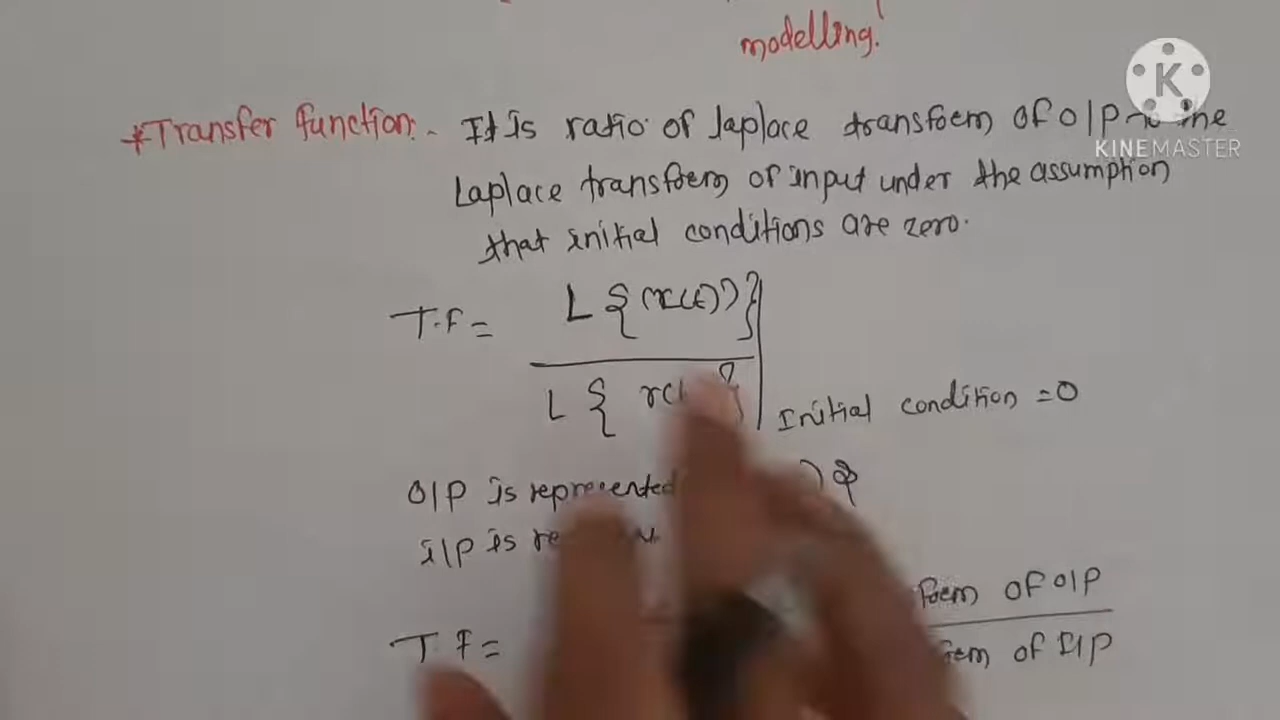 modelling.
*Transfer function:- It is ratio of laplace transform of O/P to the
Laplace transform of input under the assumption
that initial conditions are zero.
T.F = L{(x(t))}
L{ r(
Initial condition = 0
O/P is represented ) &
i/p is
T.F = form of O/P
form of I/P
K
KINEMASTER